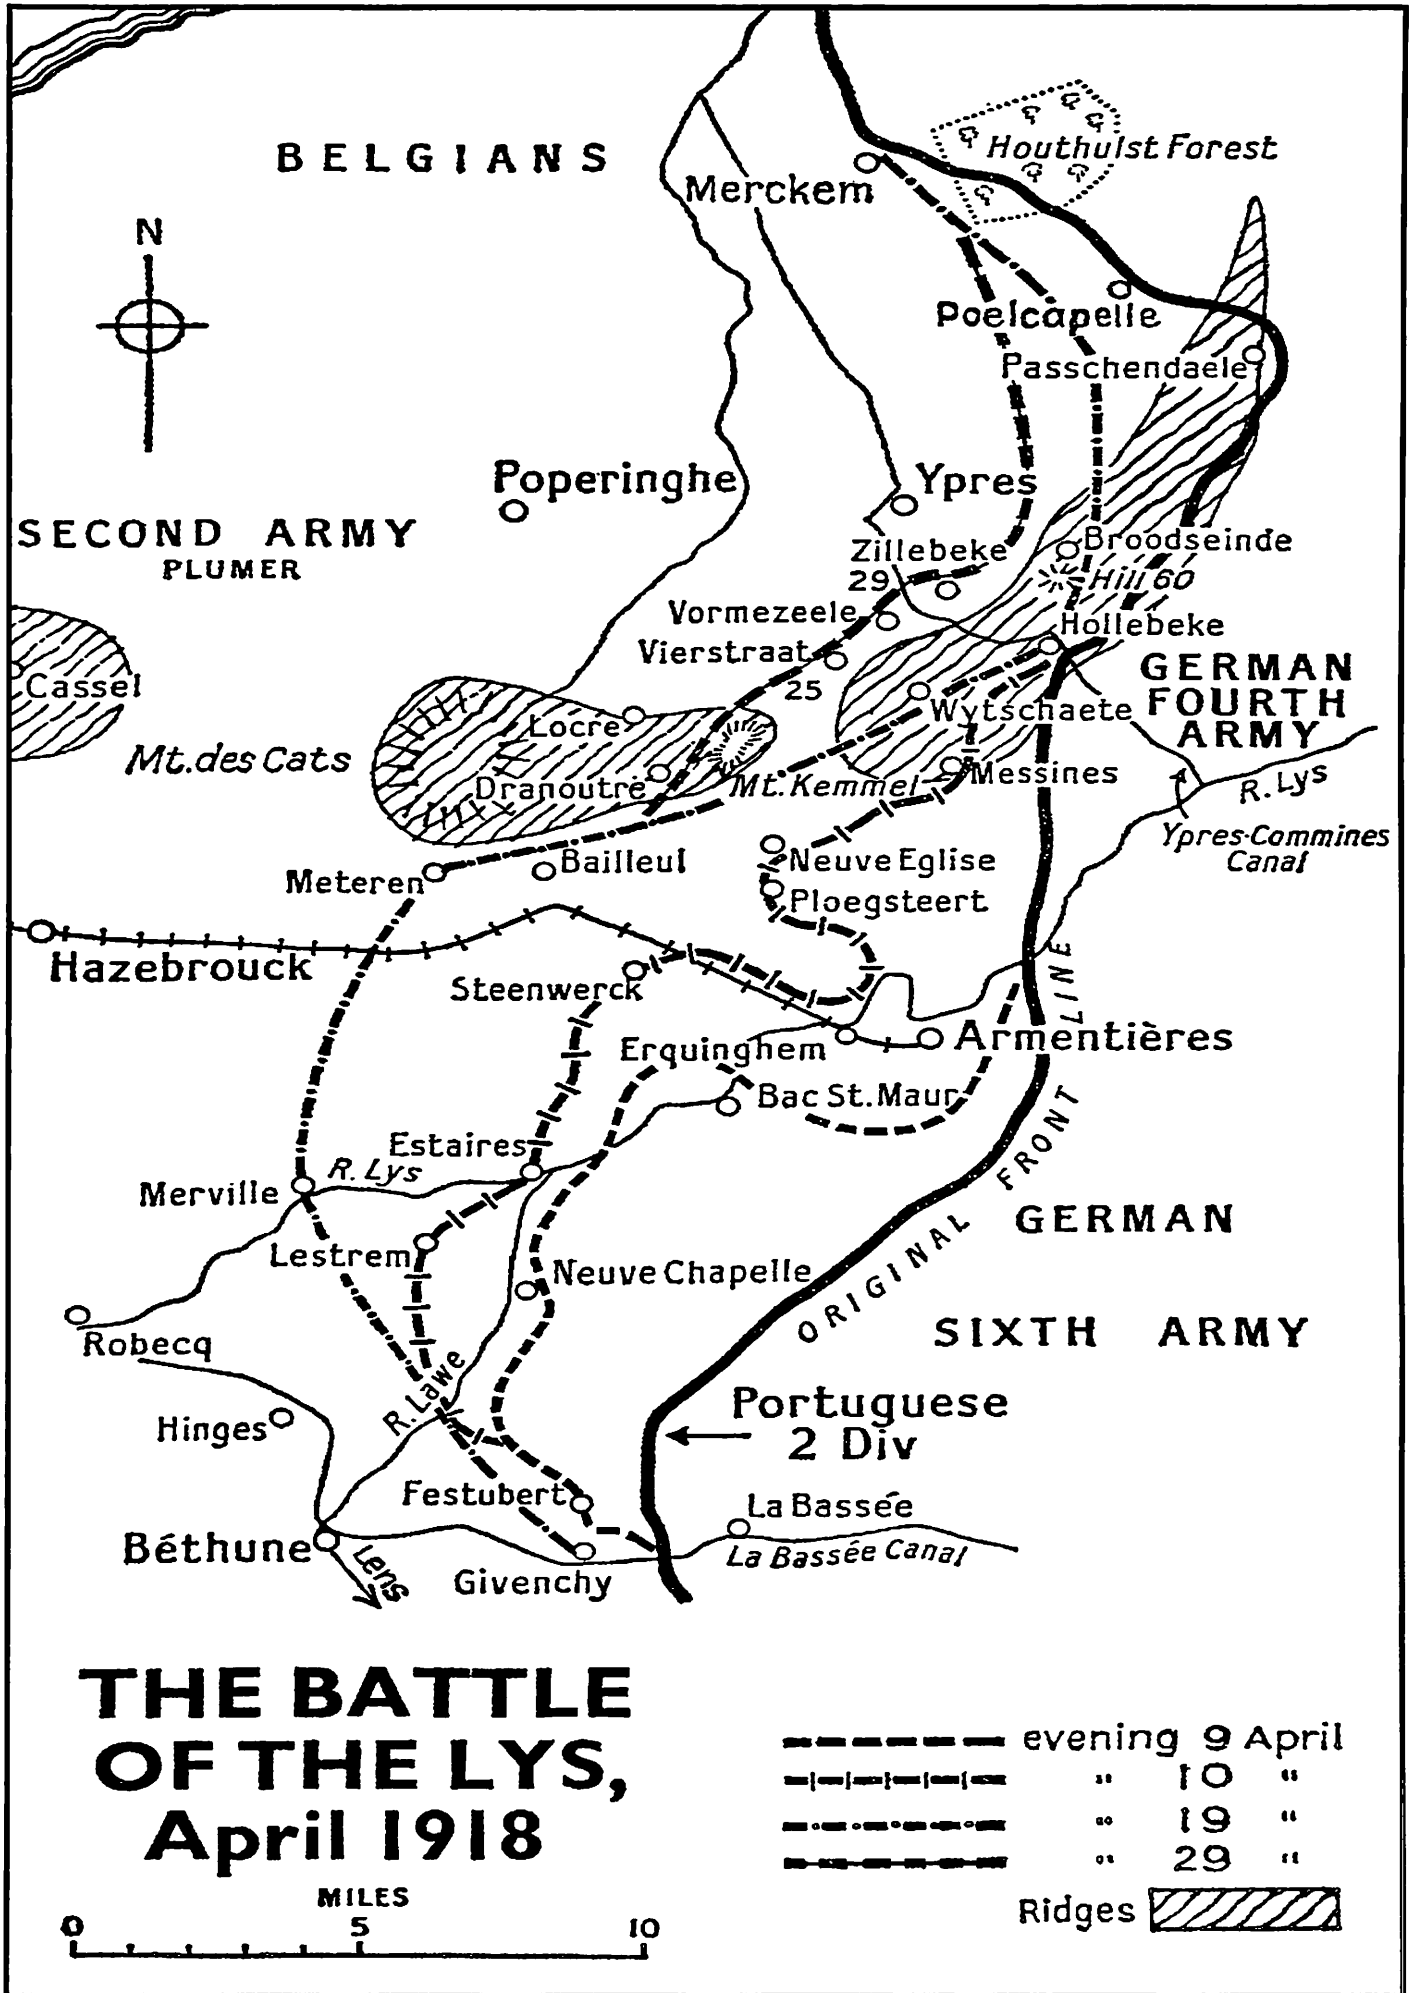 BELGIANS
Houthulst Forest
Merckem
N
Poelcapelle
Passchendaele
Poperinghe
Ypres
SECOND ARMY
PLUMER
Zillebeke
29
Broodseinde
Hill 60
Vormezeele
Hollebeke
Vierstraat
25
Cassel
GERMAN
FOURTH
ARMY
Locre
Wytschaete
Mt. des Cats
Dranoutre
Mt. Kemmel
Messines
R. Lys
Ypres-Commines
Canal
Meteren
Bailleul
Neuve Eglise
Ploegsteert
Hazebrouck
Steenwerck
Erquinghem
Armentières
Bac St. Maur
ORIGINAL FRONT LINE
Estaires
R. Lys
Merville
GERMAN
Lestrem
Neuve Chapelle
SIXTH ARMY
Robecq
R. Lawe
Portuguese
2 Div
Hinges
Festubert
La Bassée
La Bassée Canal
Béthune
Lens
Givenchy
THE BATTLE
OF THE LYS,
April 1918
MILES
0 5 10
evening 9 April
" 10 "
" 19 "
" 29 "
Ridges